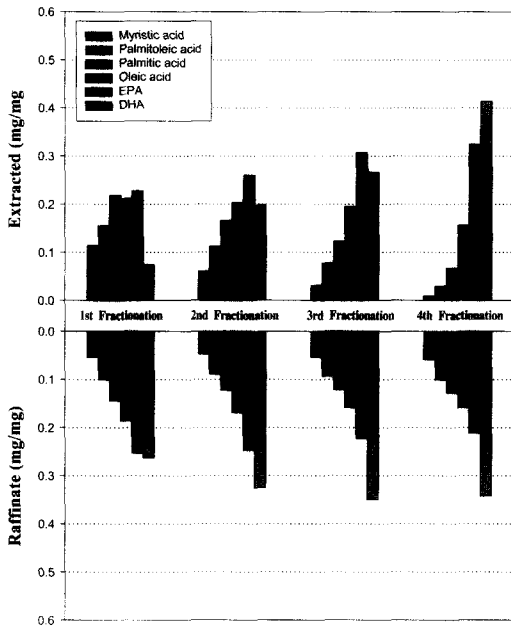 0.6
0.5
0.4
0.3
0.2
0.1
0.0
Extracted (mg/mg
Myristic acid
Palmitoleic acid
Palmitic acid
Oleic acid
EPA
DHA
1st Fractionation
2nd Fractionation
3rd Fractionation
4th Fractionation
0.0
0.1
0.2
0.3
0.4
0.5
0.6
Raffinate (mg/mg)